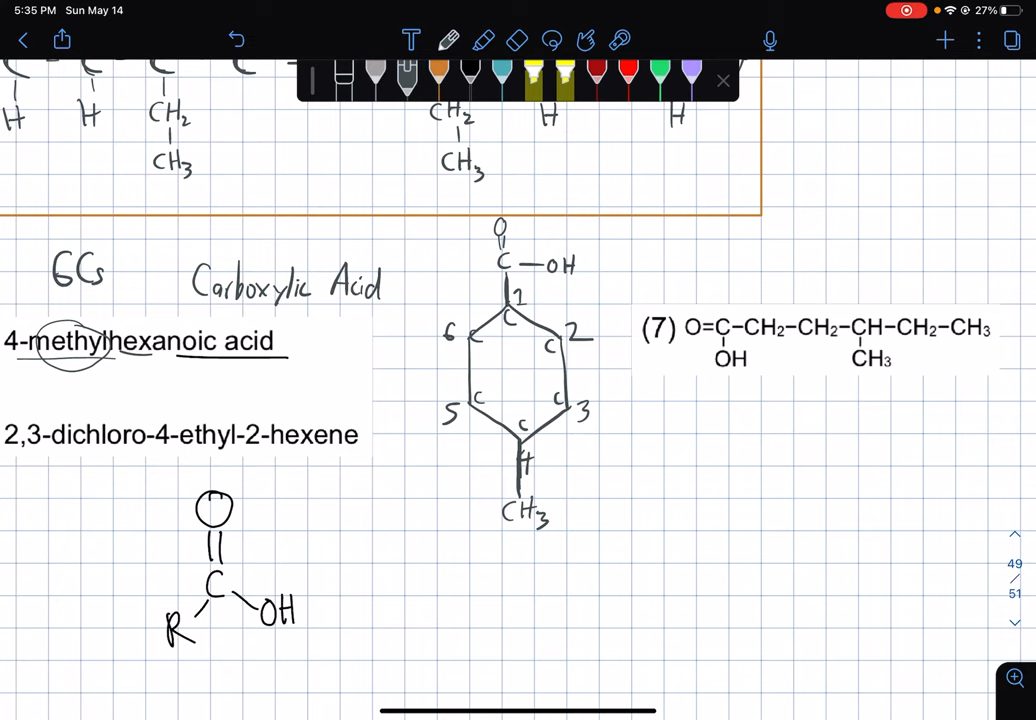 5:35 PM Sun May 14
27%
H H CH2
CH3
CH2 H H
CH3
6Cs Carboxylic Acid
O
C—OH
1
C
6 C 2 C
5 C C 3
C
4
CH3
4-methylhexanoic acid
2,3-dichloro-4-ethyl-2-hexene
O
C
R OH
(7) O=C–CH2–CH2–CH–CH2–CH3
OH CH3
49
/
51